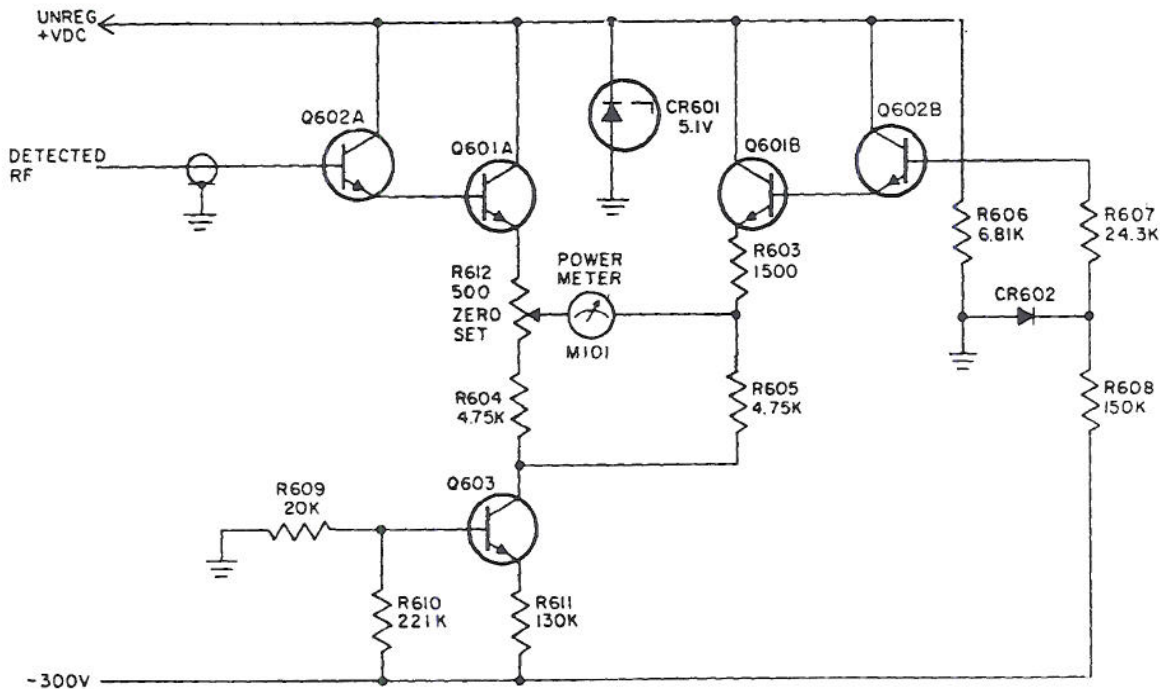 UNREG
+VDC
Q602A
CR601
5.1V
Q602B
DETECTED
RF
Q601A
Q601B
R606
6.81K
R607
24.3K
R603
1500
R612
500
ZERO
SET
POWER
METER
M101
CR602
R604
4.75K
R605
4.75K
R608
150K
R609
20K
Q603
R610
221K
R611
130K
-300V